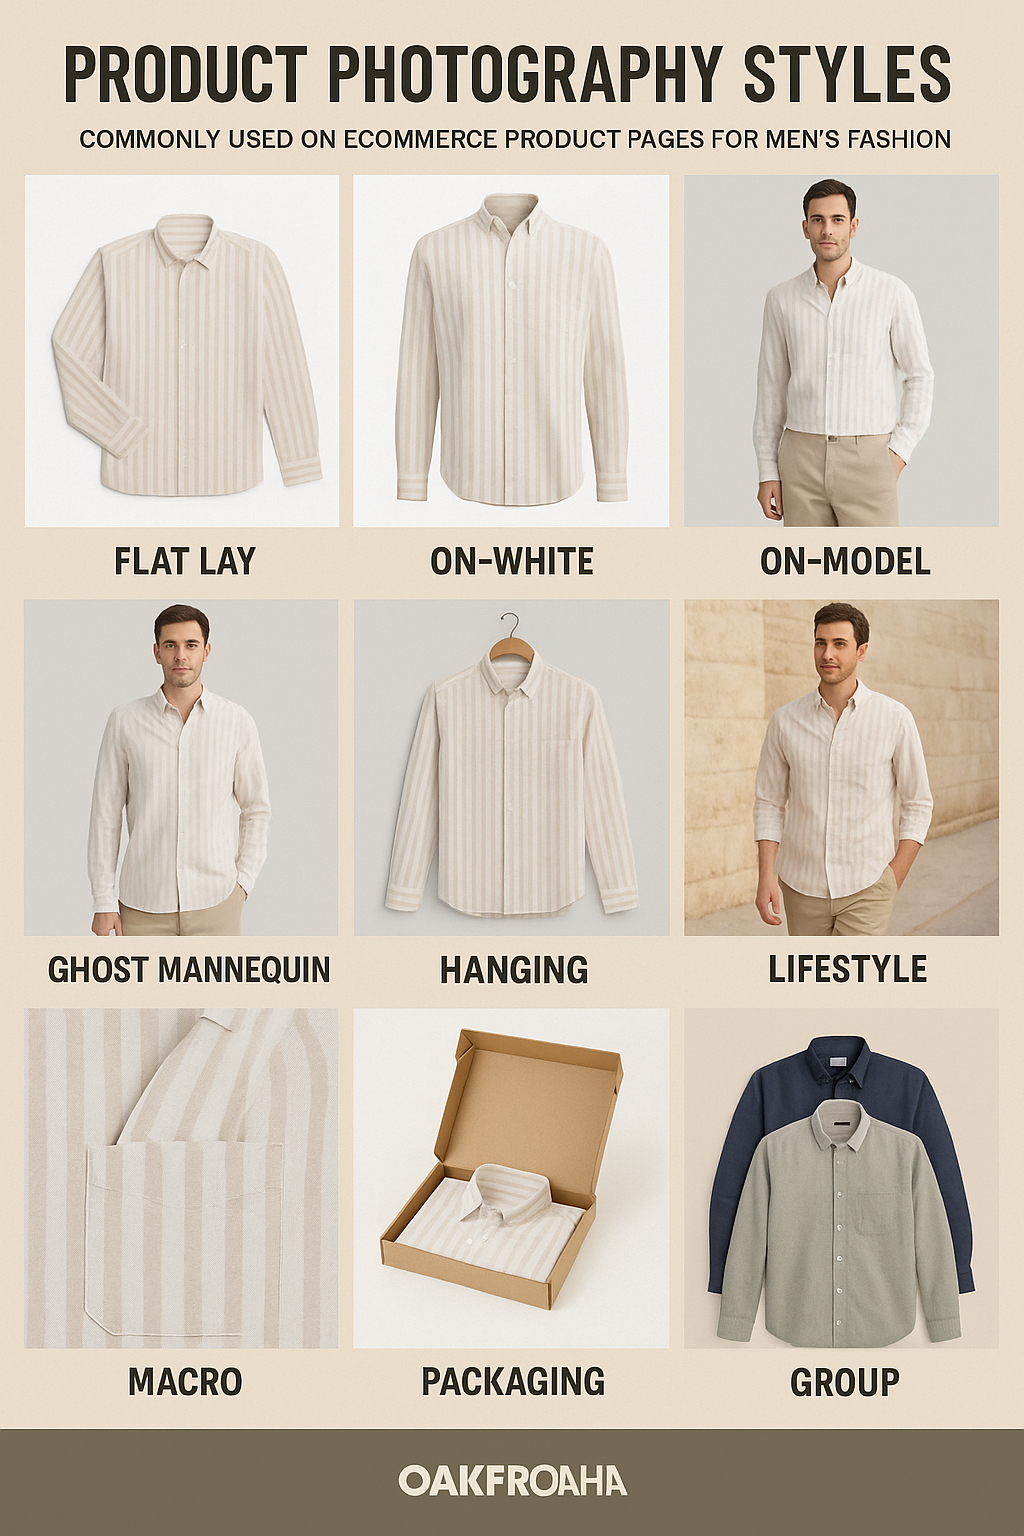 PRODUCT PHOTOGRAPHY STYLES
COMMONLY USED ON ECOMMERCE PRODUCT PAGES FOR MEN'S FASHION
FLAT LAY
ON-WHITE
ON-MODEL
GHOST MANNEQUIN
HANGING
LIFESTYLE
MACRO
PACKAGING
GROUP
OAKFROAHA